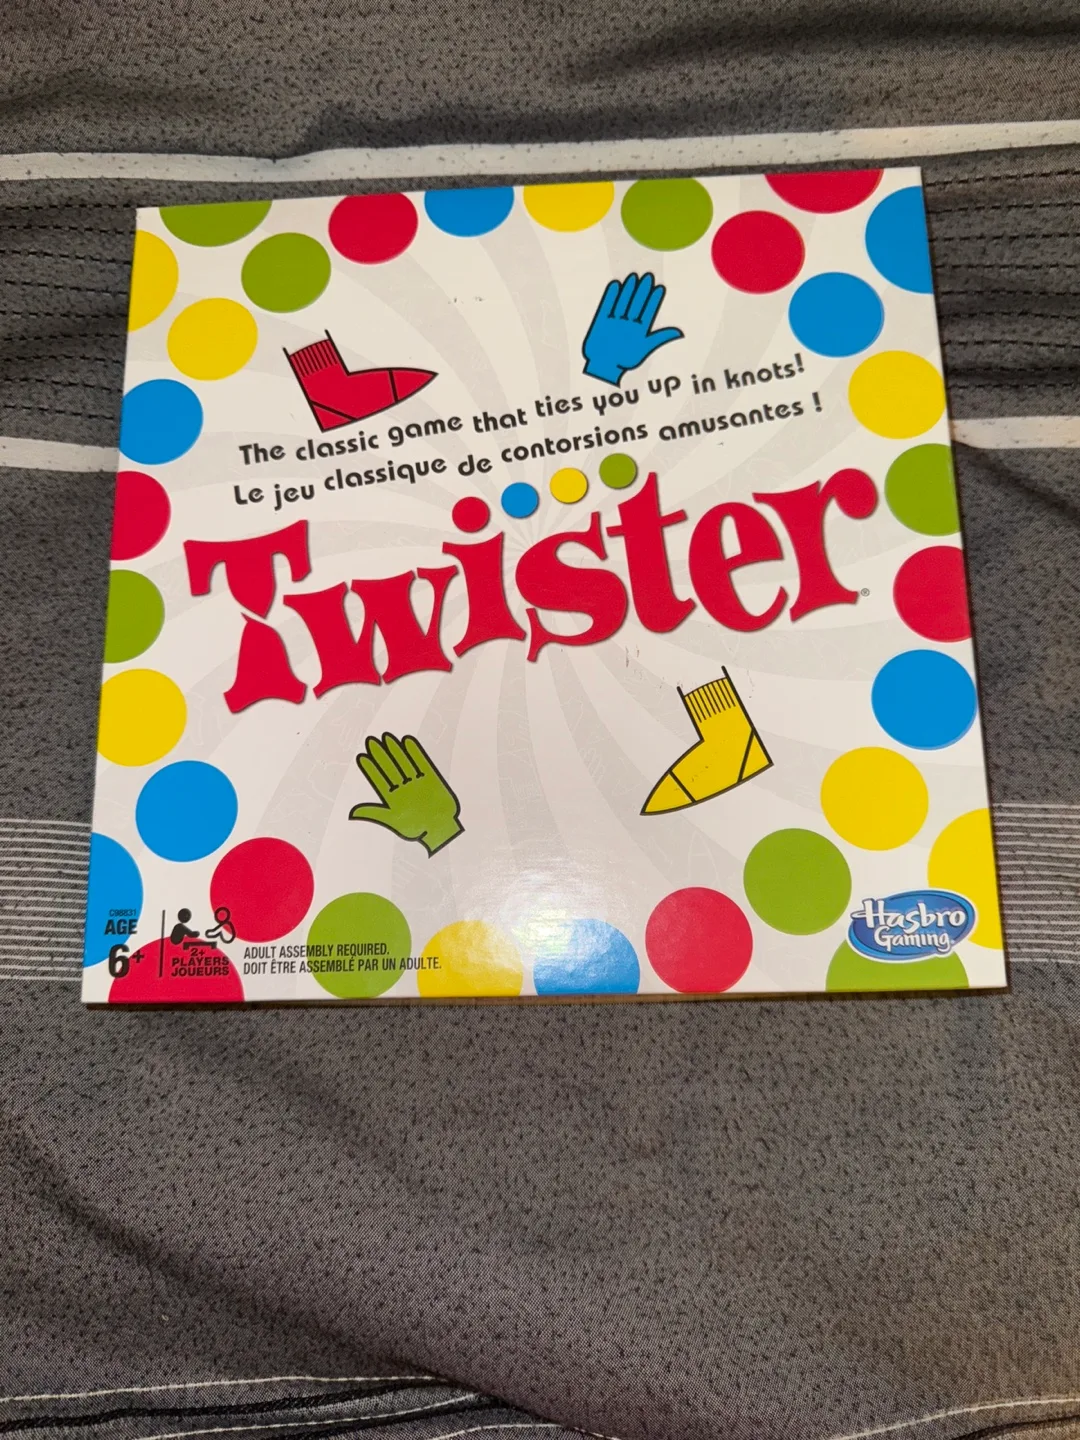 The classic game that ties you up in knots!
Le jeu classique de contorsions amusantes !
Twister®
C98831
AGE
6+
2+
PLAYERS
JOUEURS
ADULT ASSEMBLY REQUIRED.
DOIT ÊTRE ASSEMBLÉ PAR UN ADULTE.
Hasbro
Gaming